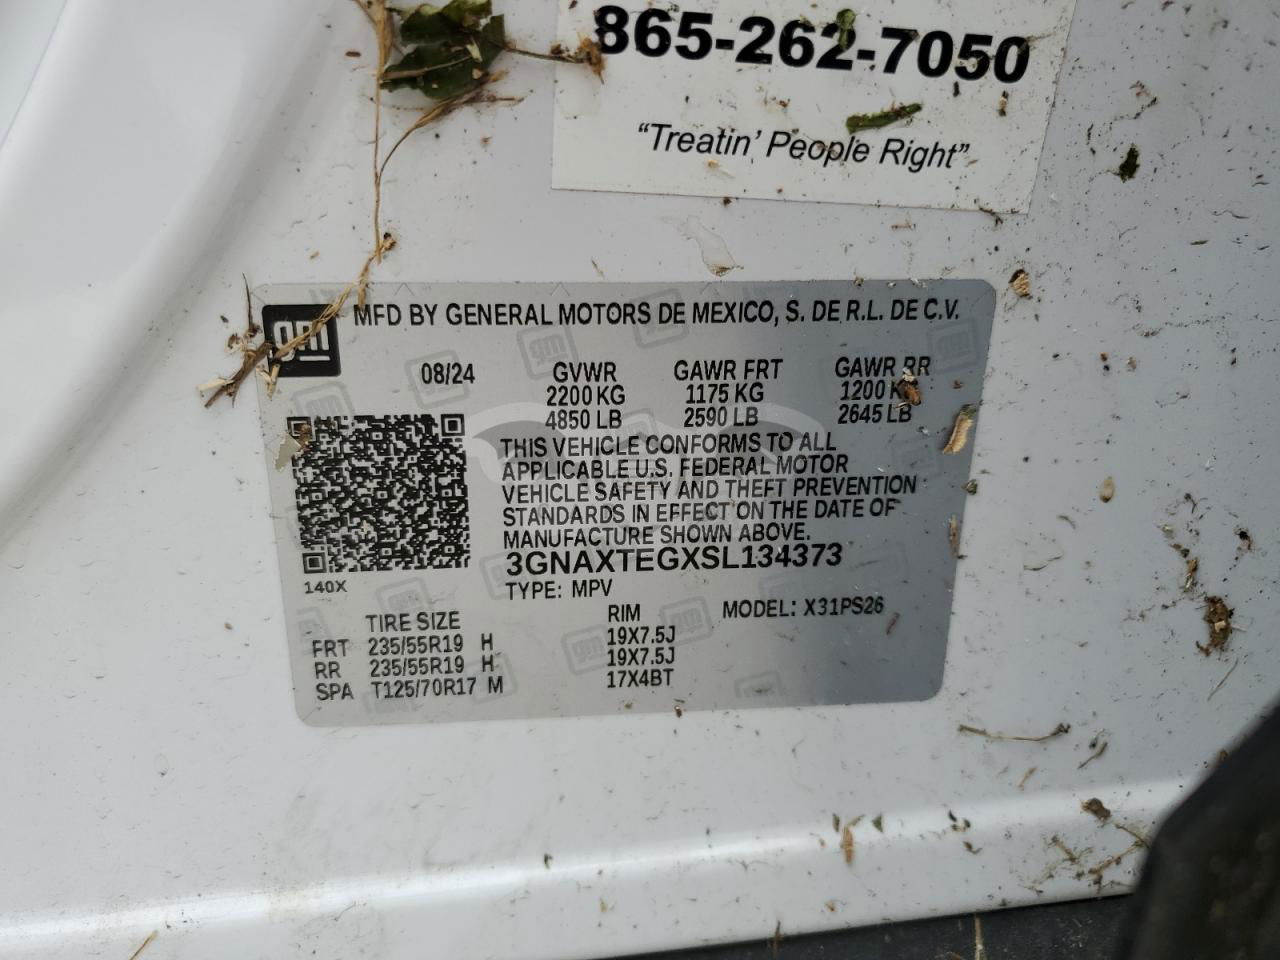 865-262-7050
"Treatin' People Right"
gm MFD BY GENERAL MOTORS DE MEXICO, S. DE R.L. DE C.V.
08/24 GVWR GAWR FRT GAWR RR
2200 KG 1175 KG 1200 KG
4850 LB 2590 LB 2645 LB
THIS VEHICLE CONFORMS TO ALL
APPLICABLE U.S. FEDERAL MOTOR
VEHICLE SAFETY AND THEFT PREVENTION
STANDARDS IN EFFECT ON THE DATE OF
MANUFACTURE SHOWN ABOVE.
3GNAXTEGXSL134373
140X
TYPE: MPV
TIRE SIZE RIM MODEL: X31PS26
FRT 235/55R19 H 19X7.5J
RR 235/55R19 H 19X7.5J
SPA T125/70R17 M 17X4BT